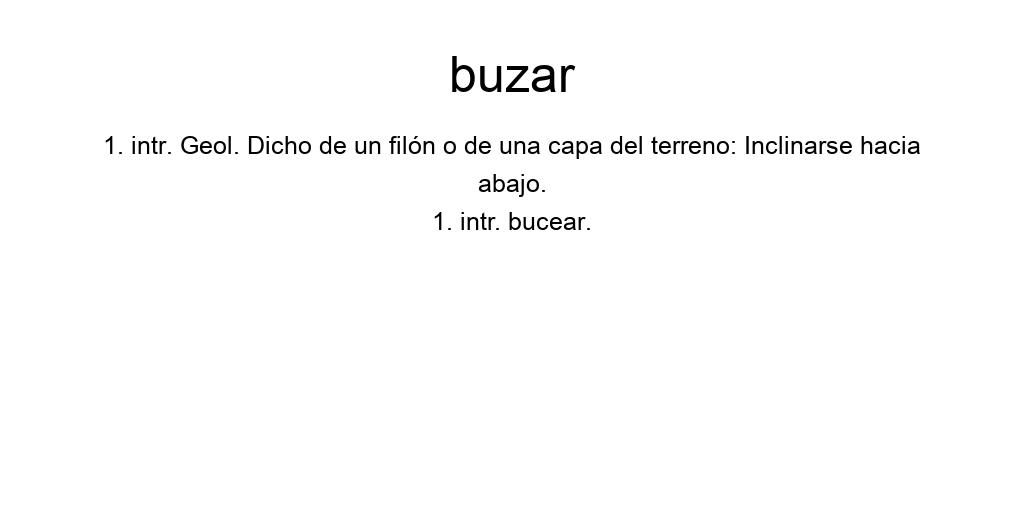 buzar
1. intr. Geol. Dicho de un filón o de una capa del terreno: Inclinarse hacia
abajo.
1. intr. bucear.